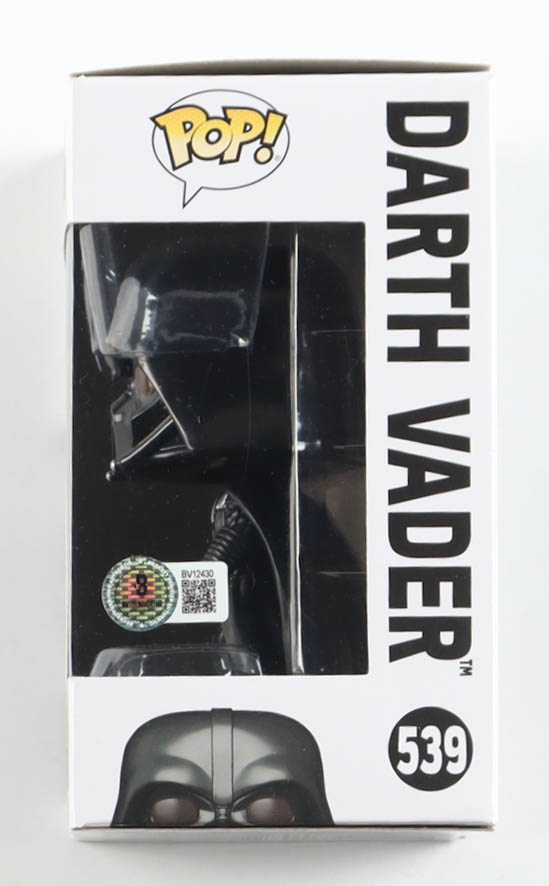 POP!
DARTH VADER™
BV12430
539